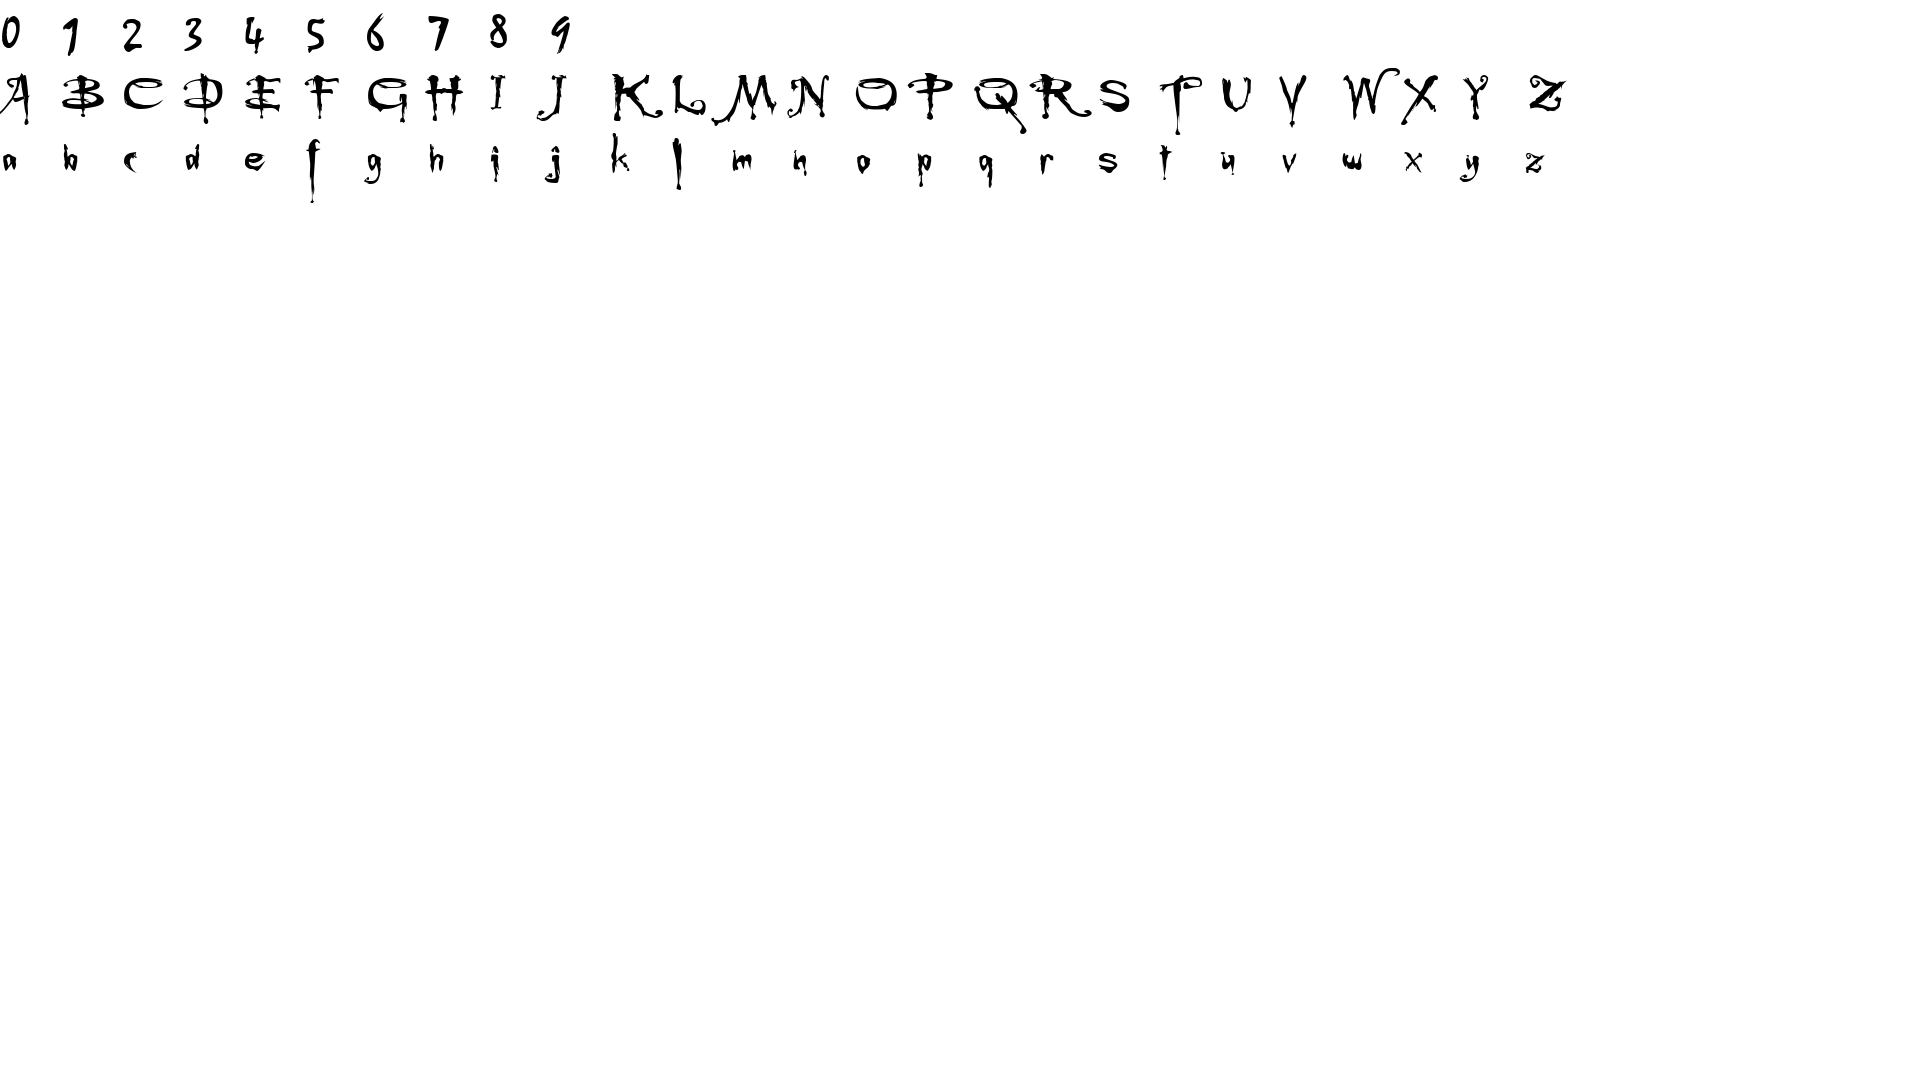 0 1 2 3 4 5 6 7 8 9
A B C D E F G H I J K L M N O P Q R S T U V W X Y Z
a b c d e f g h i j k l m n o p q r s t u v w x y z